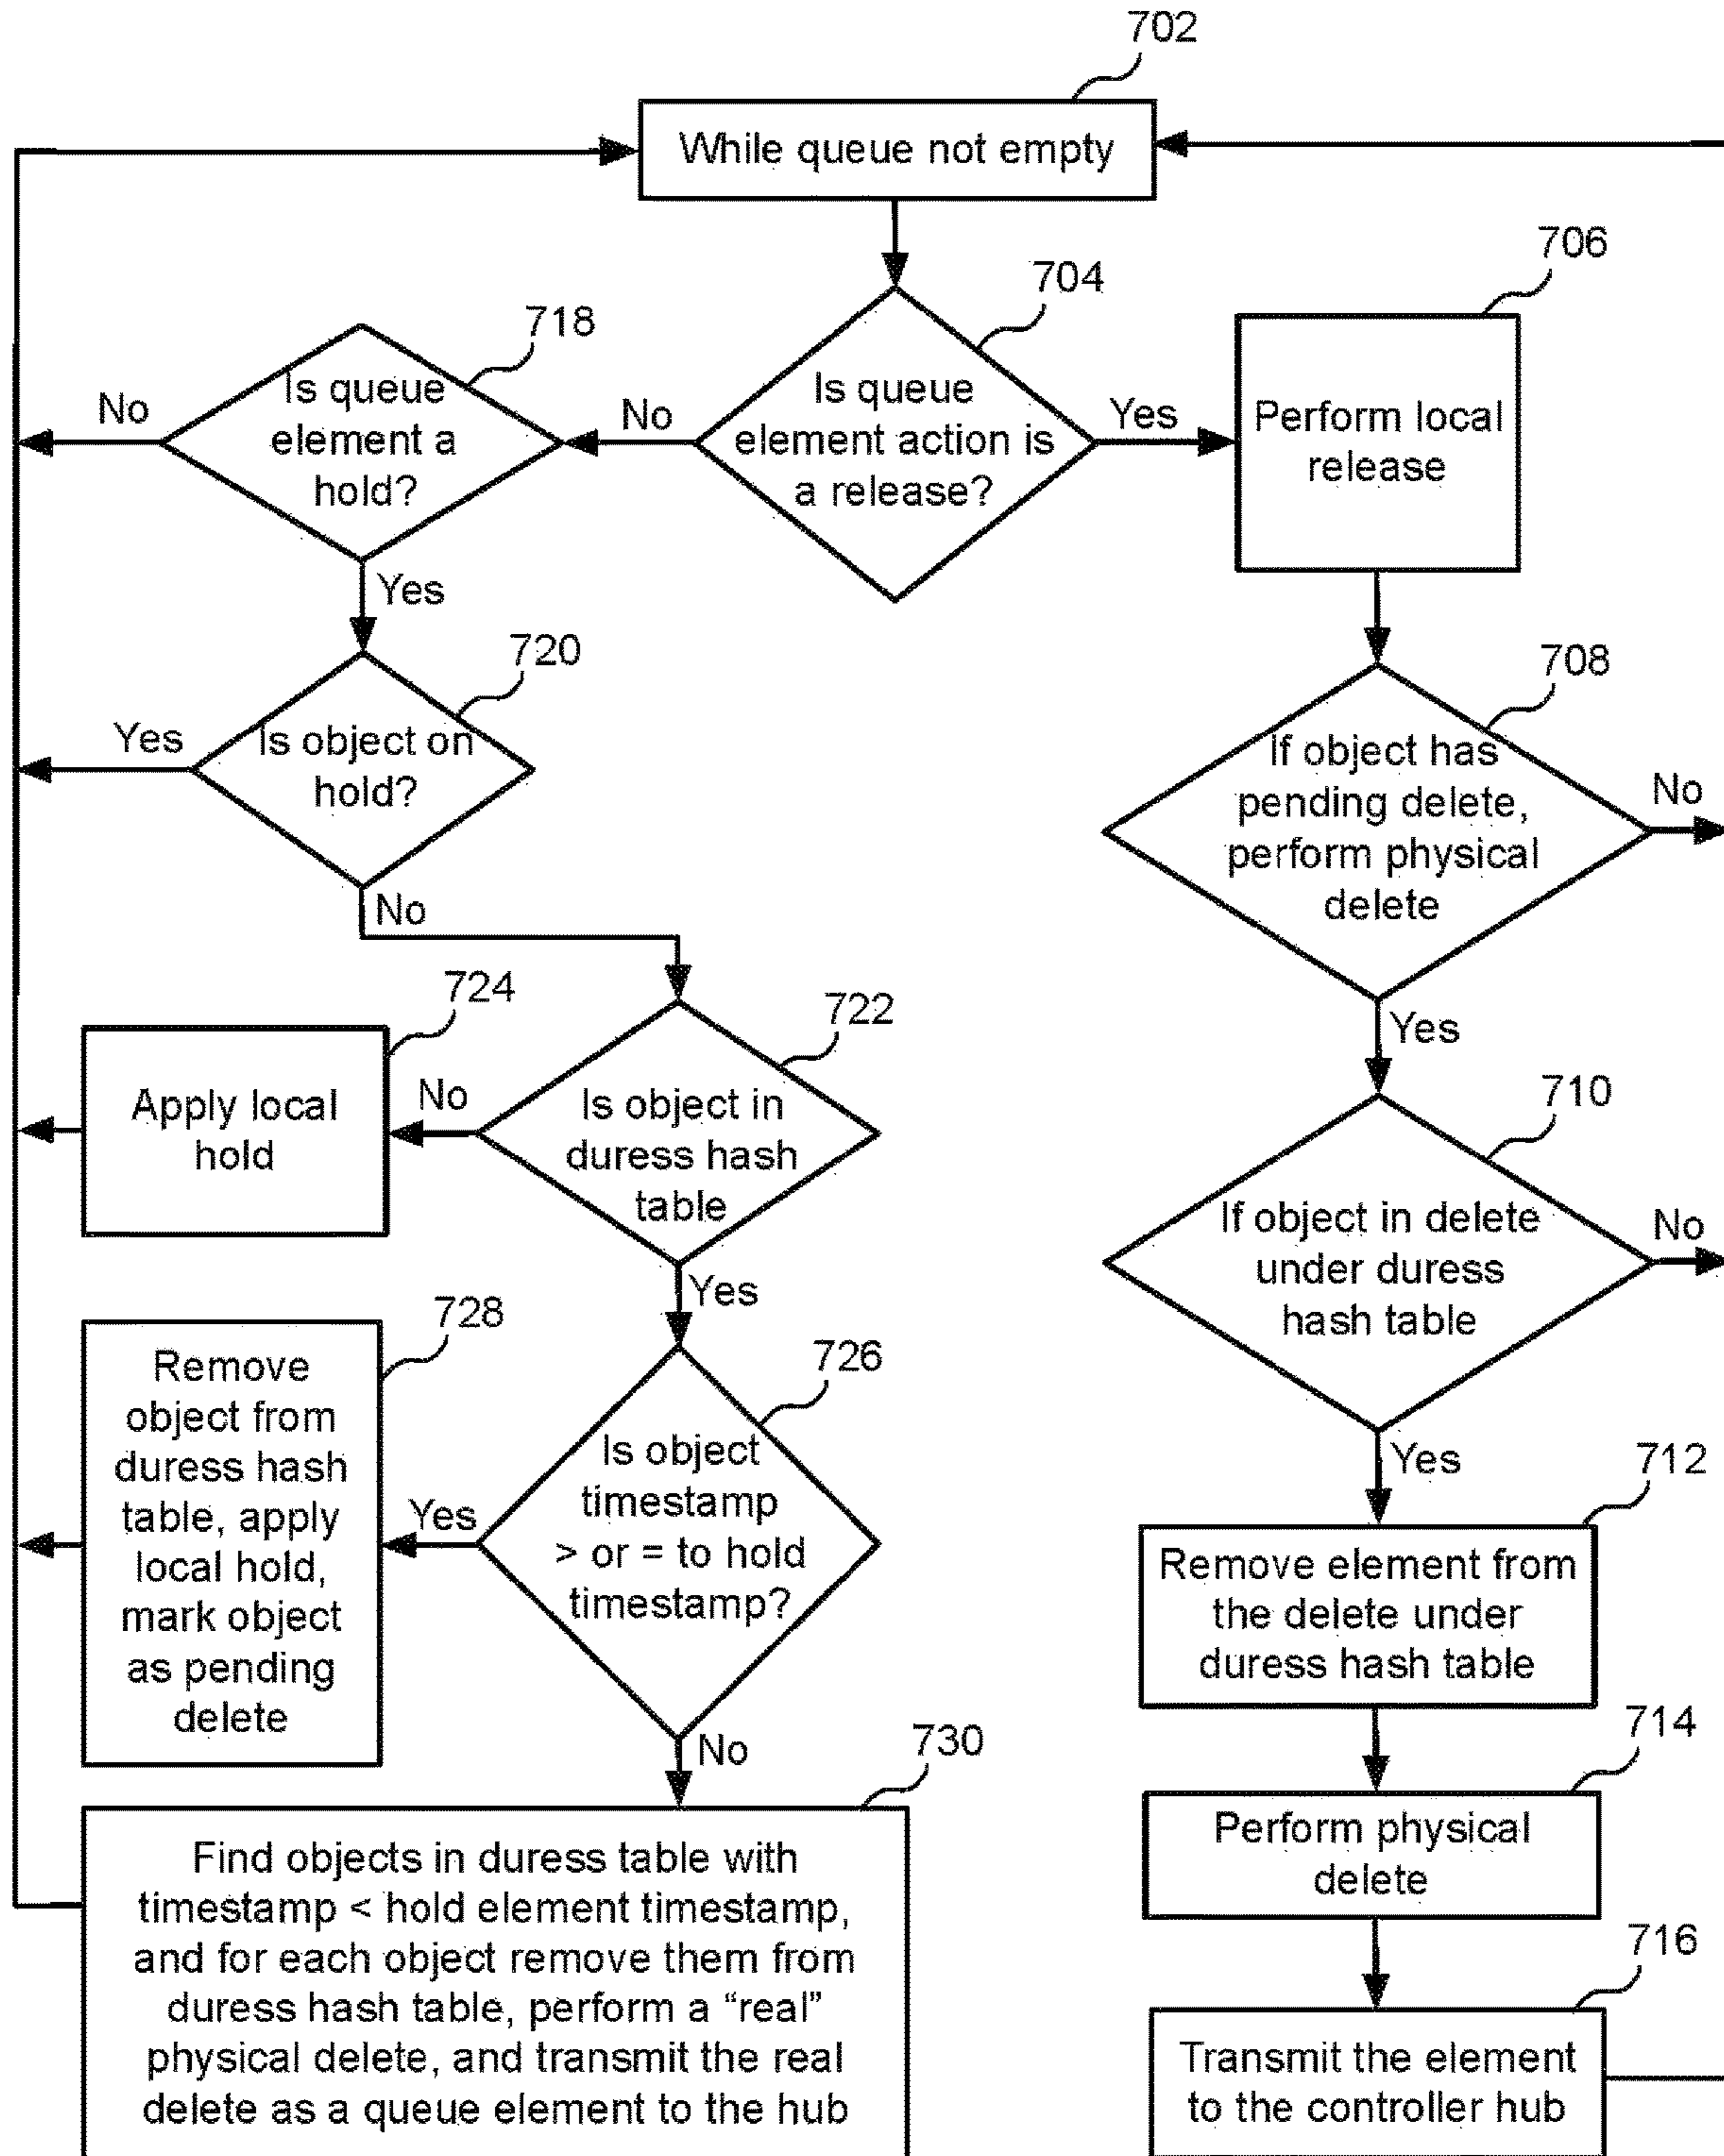 702
While queue not empty
704
Is queue
element action is
a release?
Yes
706
Perform local
release
708
If object has
pending delete,
perform physical
delete
No
Yes
710
If object in delete
under duress
hash table
No
Yes
712
Remove element from
the delete under
duress hash table
714
Perform physical
delete
716
Transmit the element
to the controller hub
No
718
Is queue
element a
hold?
No
Yes
720
Is object on
hold?
Yes
No
722
Is object in
duress hash
table
No
724
Apply local
hold
Yes
726
Is object
timestamp
> or = to hold
timestamp?
Yes
728
Remove
object from
duress hash
table, apply
local hold,
mark object
as pending
delete
No
730
Find objects in duress table with
timestamp < hold element timestamp,
and for each object remove them from
duress hash table, perform a “real”
physical delete, and transmit the real
delete as a queue element to the hub